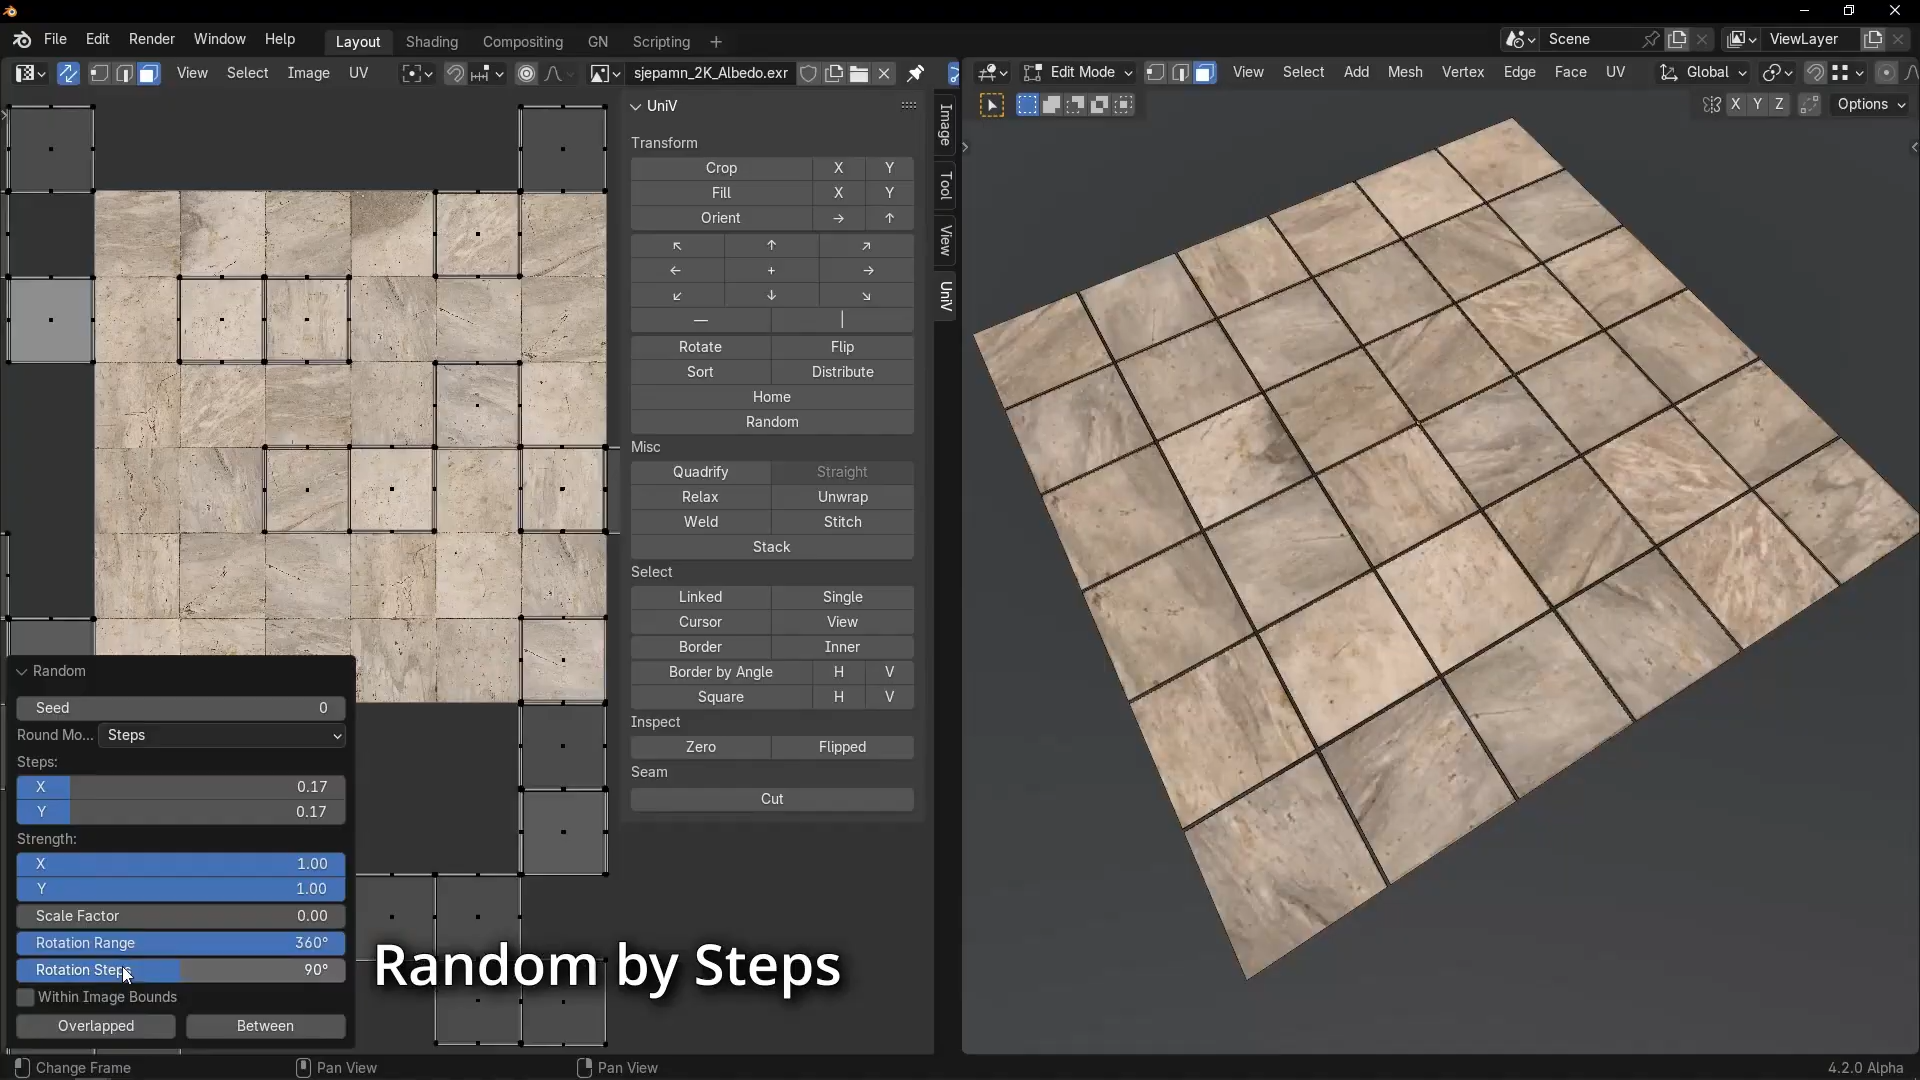 File Edit Render Window Help Layout Shading Compositing GN Scripting + Scene ViewLayer
View Select Image UV sjepamn_2K_Albedo.exr Edit Mode View Select Add Mesh Vertex Edge Face UV Global
X Y Z Options
UniV
Transform
Crop X Y
Fill X Y
Orient → ↑
↖ ↑ ↗
← + →
↙ ↓ ↘
— |
Rotate Flip
Sort Distribute
Home
Random
Misc
Quadrify Straight
Relax Unwrap
Weld Stitch
Stack
Select
Linked Single
Cursor View
Border Inner
Border by Angle H V
Square H V
Inspect
Zero Flipped
Seam
Cut
Image
Tool
View
UniV
Random
Seed 0
Round Mo... Steps
Steps:
X 0.17
Y 0.17
Strength:
X 1.00
Y 1.00
Scale Factor 0.00
Rotation Range 360°
Rotation Steps 90°
Within Image Bounds
Overlapped Between
Random by Steps
Change Frame Pan View Pan View 4.2.0 Alpha